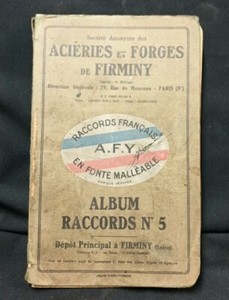 Société Anonyme des
ACIÉRIES ET FORGES
DE FIRMINY
Direction Générale : 29, Rue de Monceau - PARIS
RACCORDS FRANÇAIS
A.F.Y.
EN FONTE MALLÉABLE
ALBUM
RACCORDS N° 5
Dépôt Principal à FIRMINY (Loire)